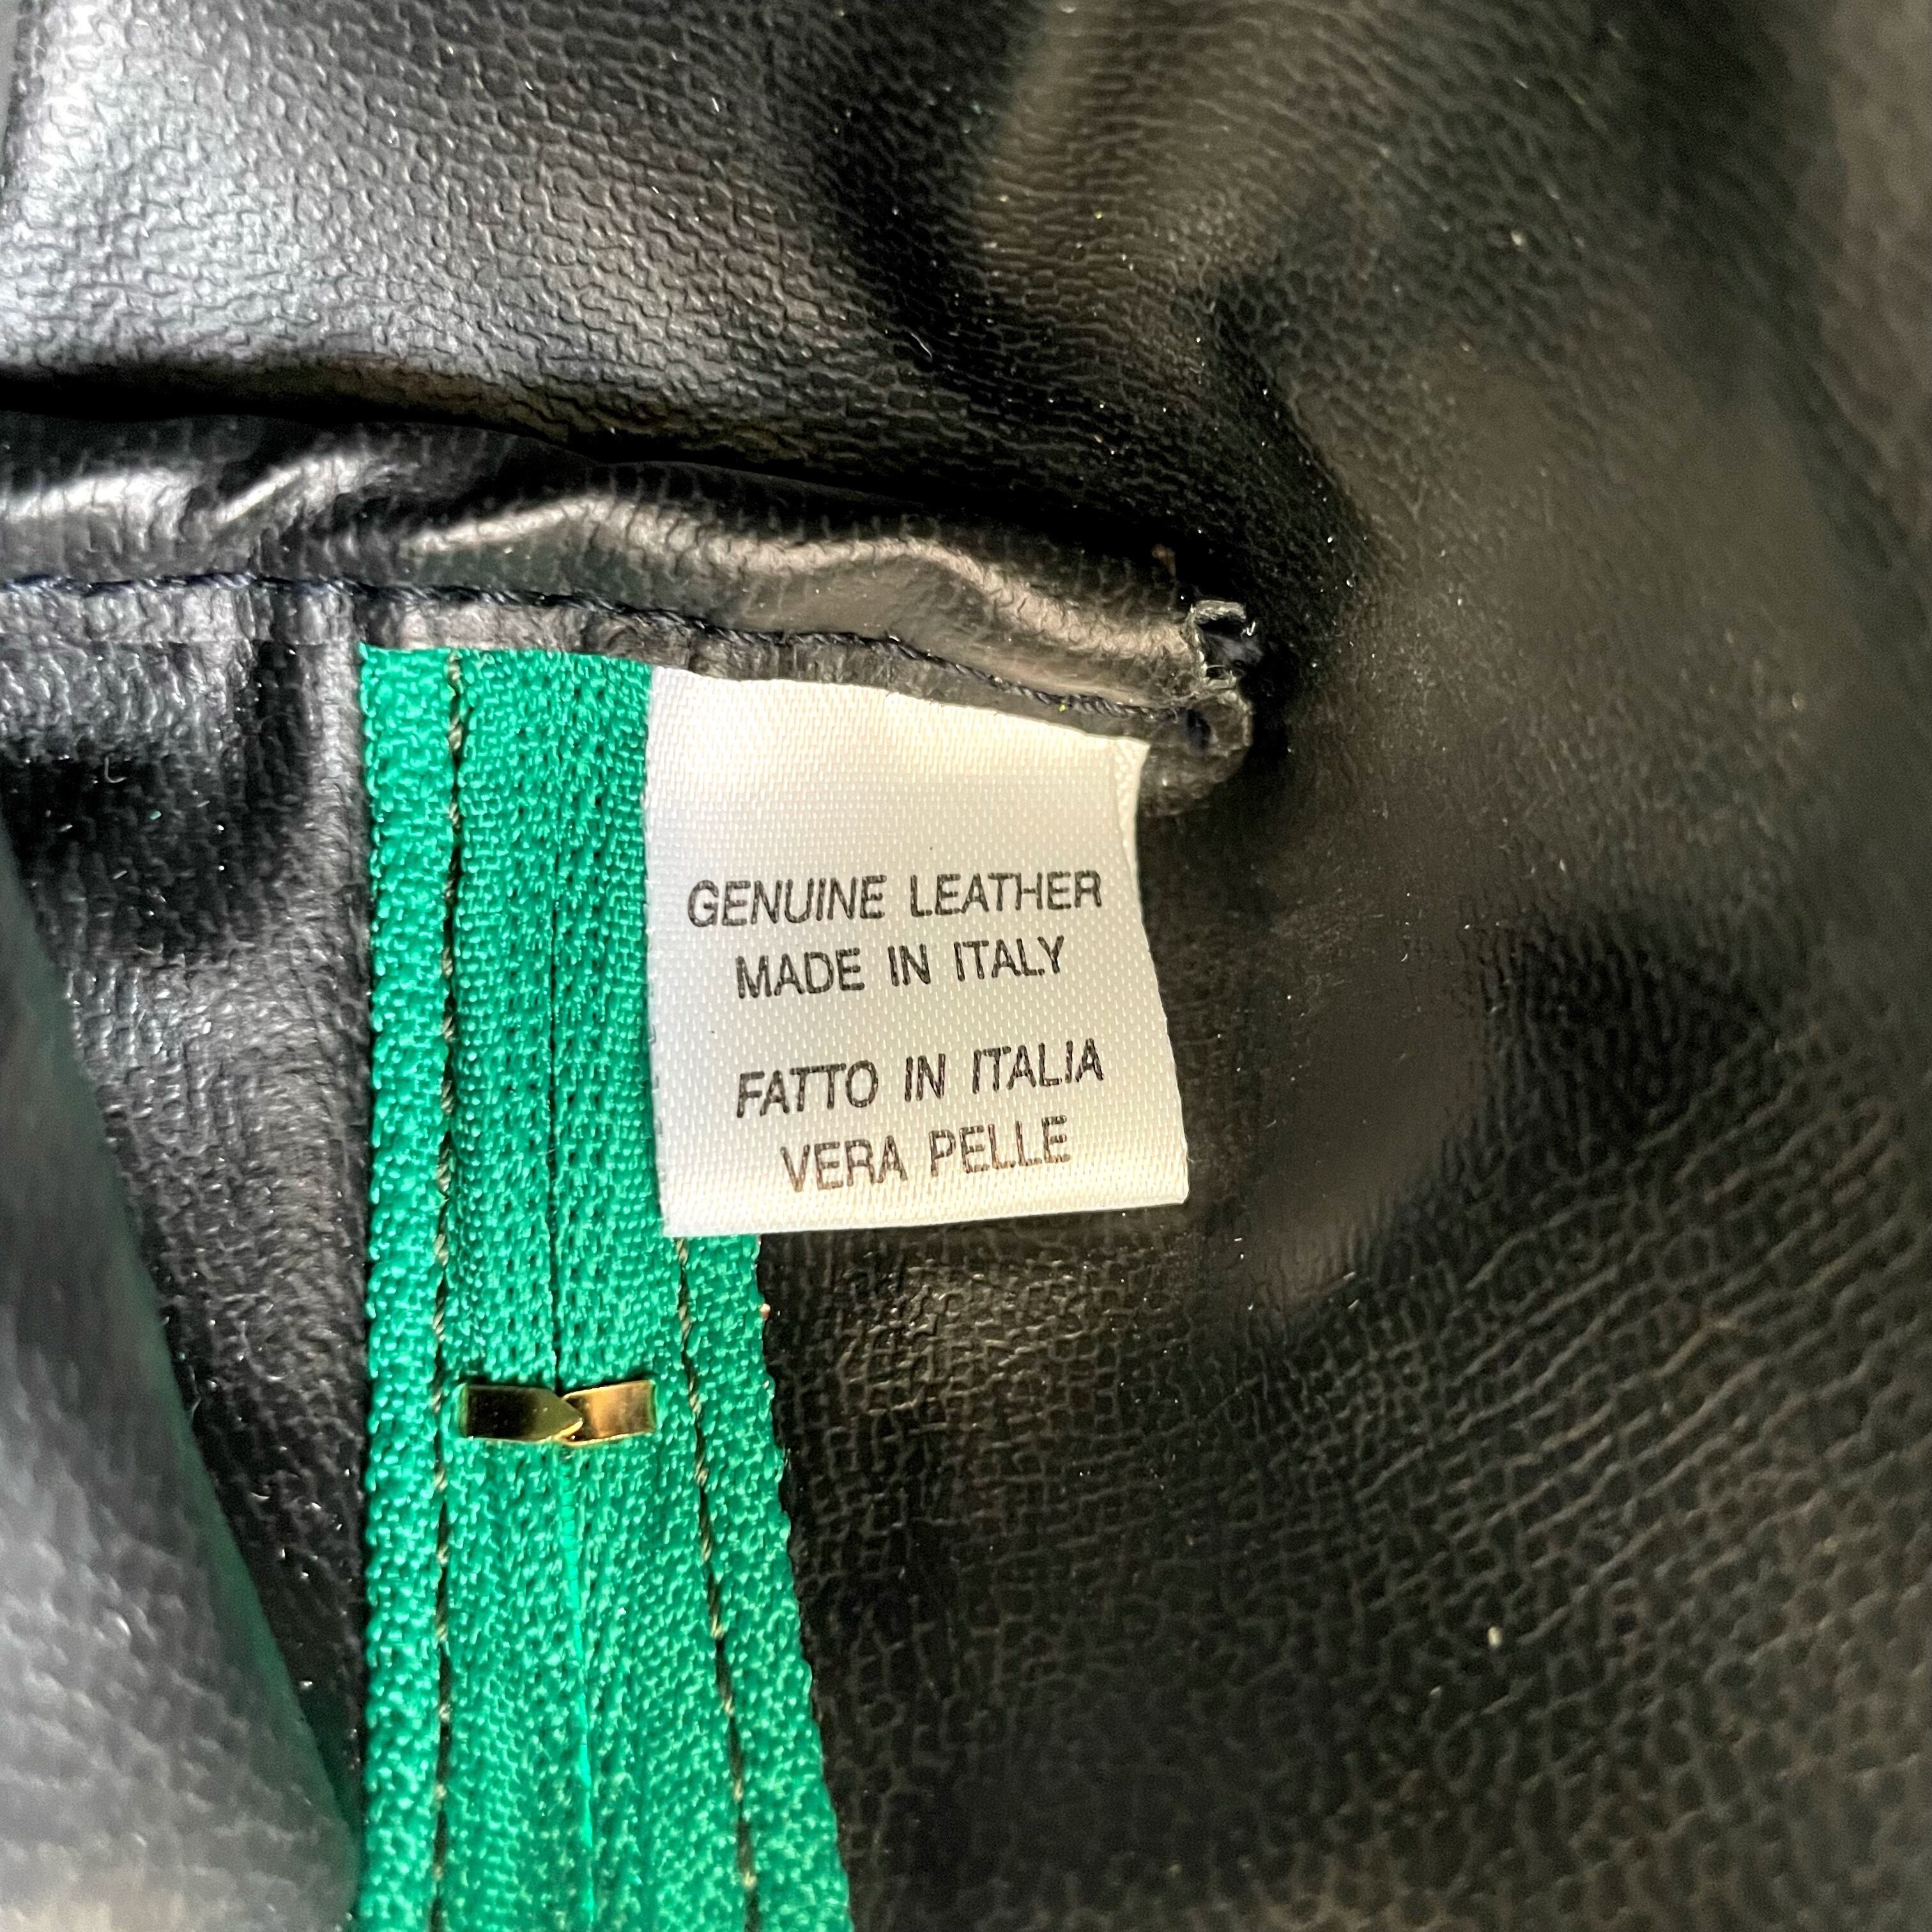 GENUINE LEATHER
MADE IN ITALY
FATTO IN ITALIA
VERA PELLE